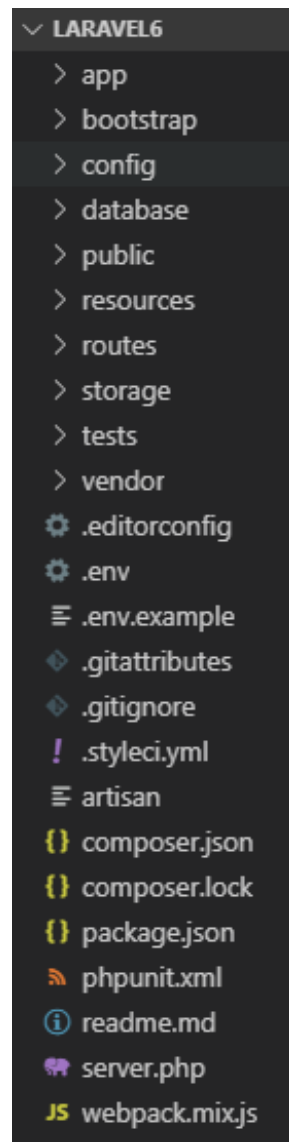 LARAVEL6
app
bootstrap
config
database
public
resources
routes
storage
tests
vendor
.editorconfig
.env
.env.example
.gitattributes
.gitignore
.styleci.yml
artisan
composer.json
composer.lock
package.json
phpunit.xml
readme.md
server.php
JS webpack.mix.js